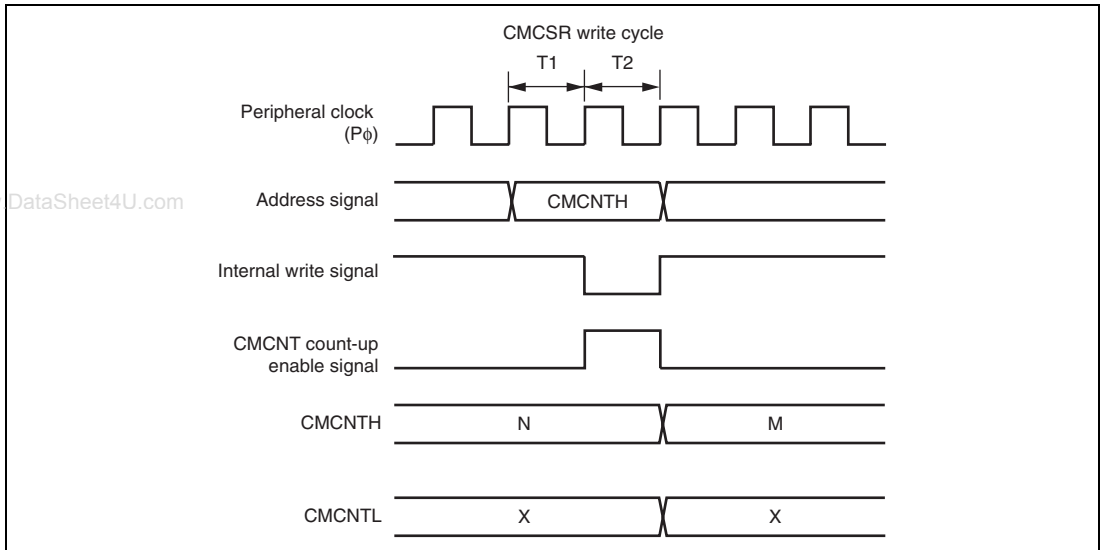 CMCSR write cycle
T1 T2
Peripheral clock
(Pϕ)
DataSheet4U.com
Address signal
CMCNTH
Internal write signal
CMCNT count-up
enable signal
CMCNTH
N
M
CMCNTL
X
X